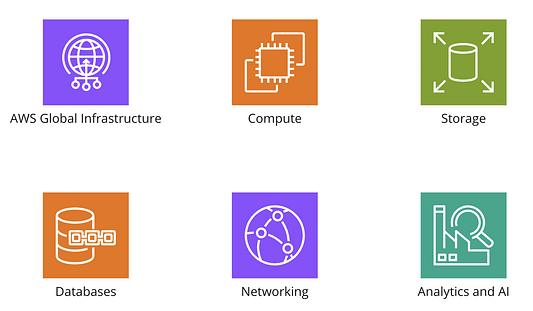 AWS Global Infrastructure
Compute
Storage
Databases
Networking
Analytics and AI